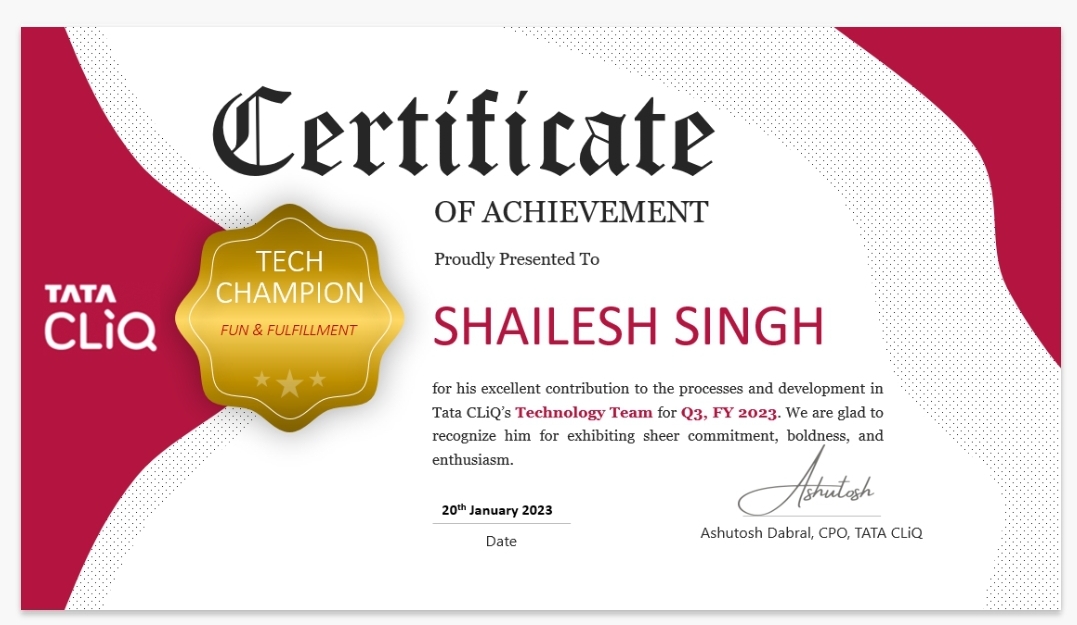 Certificate
OF ACHIEVEMENT
Proudly Presented To
TECH
CHAMPION
FUN & FULFILLMENT
TATA
CLiQ
SHAILESH SINGH
for his excellent contribution to the processes and development in
Tata CLiQ’s Technology Team for Q3, FY 2023. We are glad to
recognize him for exhibiting sheer commitment, boldness, and
enthusiasm.
20th January 2023
Date
Ashutosh
Ashutosh Dabral, CPO, TATA CLiQ